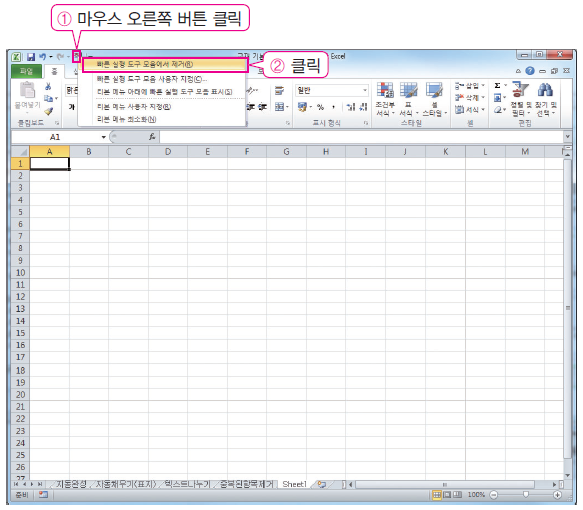 ① 마우스 오른쪽 버튼 클릭
Excel
빠른 실행 도구 모음에서 제거(R)
② 클릭
파일 홈
빠른 실행 도구 모음 사용자 지정(C)...
리본 메뉴 아래에 빠른 실행 도구 모음 표시(S)
리본 메뉴 사용자 지정(R)
리본 메뉴 최소화(N)
붙여넣기
클립보드
가
일반
% ,
표시 형식
조건부 서식 표 서식 셀 스타일
스타일
삽입
삭제
서식
셀
Σ
정렬 및 필터 찾기 및 선택
편집
A1 fx
A B C D E F G H I J K L M
1
2
3
4
5
6
7
8
9
10
11
12
13
14
15
16
17
18
19
20
21
22
23
24
25
26
27
자동완성 자동채우기(표지) 텍스트나누기 중복된항목제거 Sheet1
준비 100%